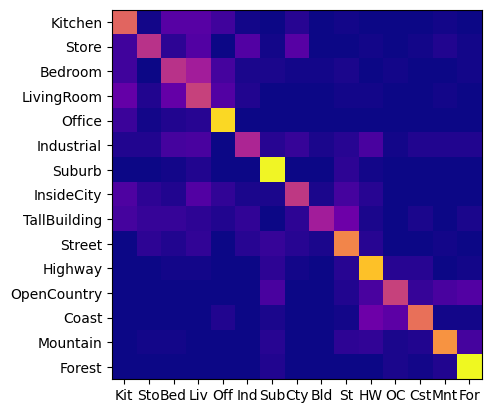 Kitchen
Store
Bedroom
LivingRoom
Office
Industrial
Suburb
InsideCity
TallBuilding
Street
Highway
OpenCountry
Coast
Mountain
Forest
Kit Sto Bed Liv Off Ind Sub Cty Bld St HW OC Cst Mnt For